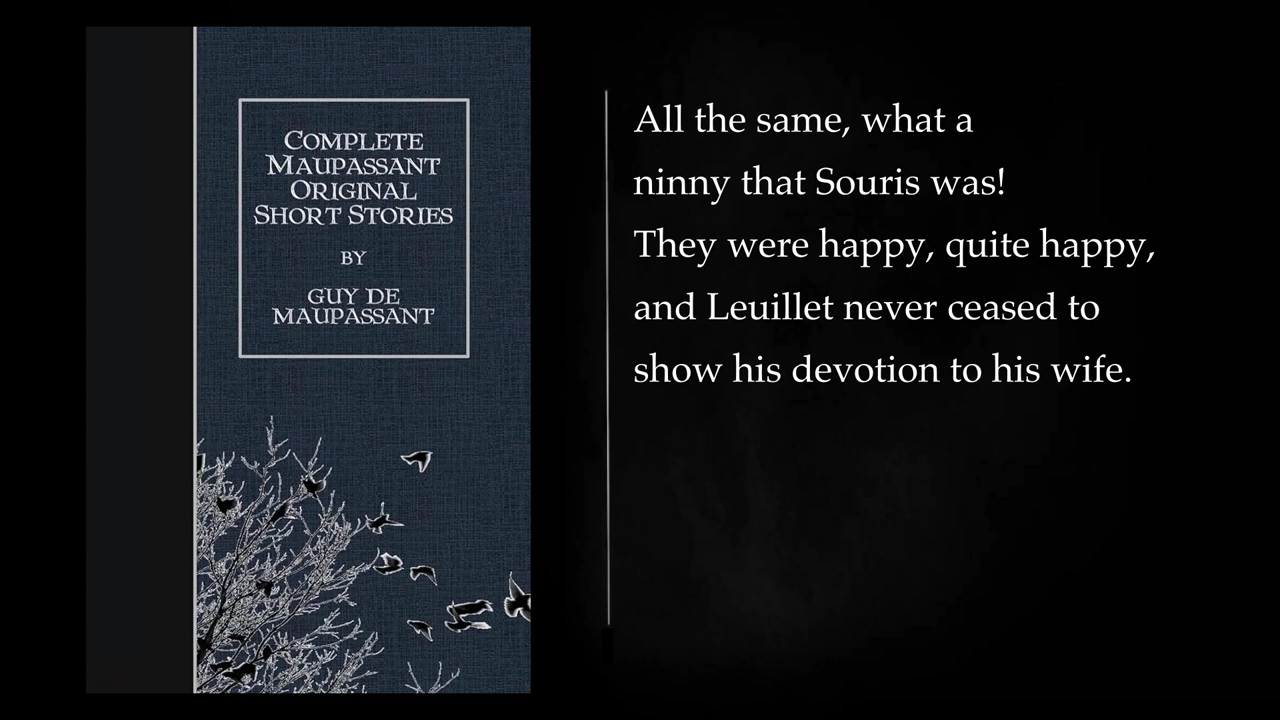 COMPLETE
MAUPASSANT
ORIGINAL
SHORT STORIES
BY
GUY DE
MAUPASSANT
All the same, what a
ninny that Souris was!
They were happy, quite happy,
and Leuillet never ceased to
show his devotion to his wife.